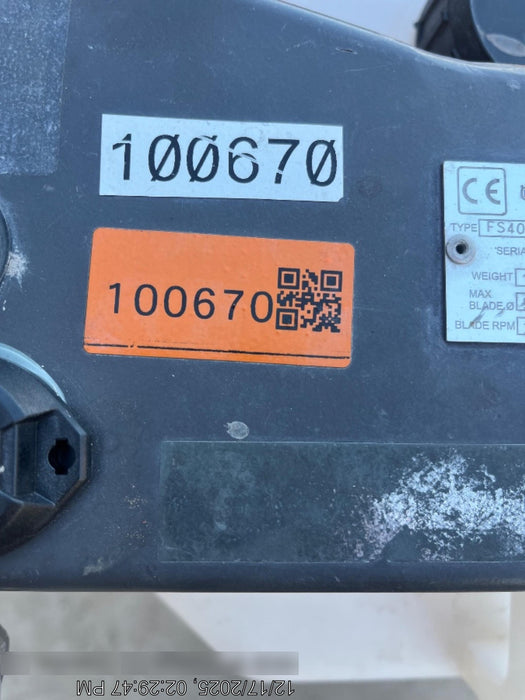 100670
100670
CE
TYPE FS40
SERIA
WEIGHT
MAX
BLADE Ø
BLADE RPM
12/17/2025, 02:29:47 PM